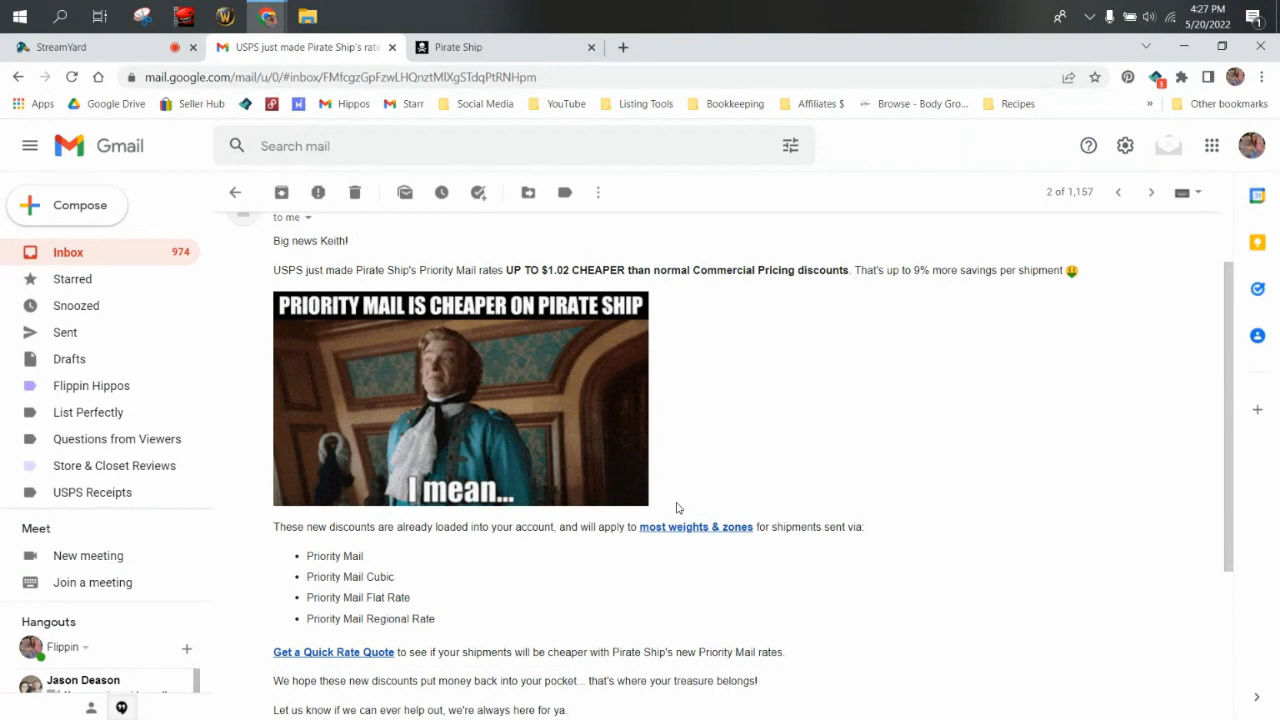 4:27 PM
5/20/2022
1
StreamYard
USPS just made Pirate Ship's rate
Pirate Ship
mail.google.com/mail/u/0/#inbox/FMfcgzGpFzwLHQnztMlXgSTdqPtRNHpm
3
Apps
Google Drive
Seller Hub
Hippos
Starr
Social Media
YouTube
Listing Tools
Bookkeeping
Affiliates $
Browse - Body Gro...
Recipes
»
Other bookmarks
Gmail
Search mail
Compose
2 of 1,157
Inbox 974
Starred
Snoozed
Sent
Drafts
Flippin Hippos
List Perfectly
Questions from Viewers
Store & Closet Reviews
USPS Receipts
Meet
New meeting
Join a meeting
Hangouts
Flippin
Jason Deason
to me
Big news Keith!
USPS just made Pirate Ship's Priority Mail rates UP TO $1.02 CHEAPER than normal Commercial Pricing discounts. That's up to 9% more savings per shipment 🤑
PRIORITY MAIL IS CHEAPER ON PIRATE SHIP
I mean...
These new discounts are already loaded into your account, and will apply to most weights & zones for shipments sent via:
• Priority Mail
• Priority Mail Cubic
• Priority Mail Flat Rate
• Priority Mail Regional Rate
Get a Quick Rate Quote to see if your shipments will be cheaper with Pirate Ship's new Priority Mail rates.
We hope these new discounts put money back into your pocket... that's where your treasure belongs!
Let us know if we can ever help out, we're always here for ya.